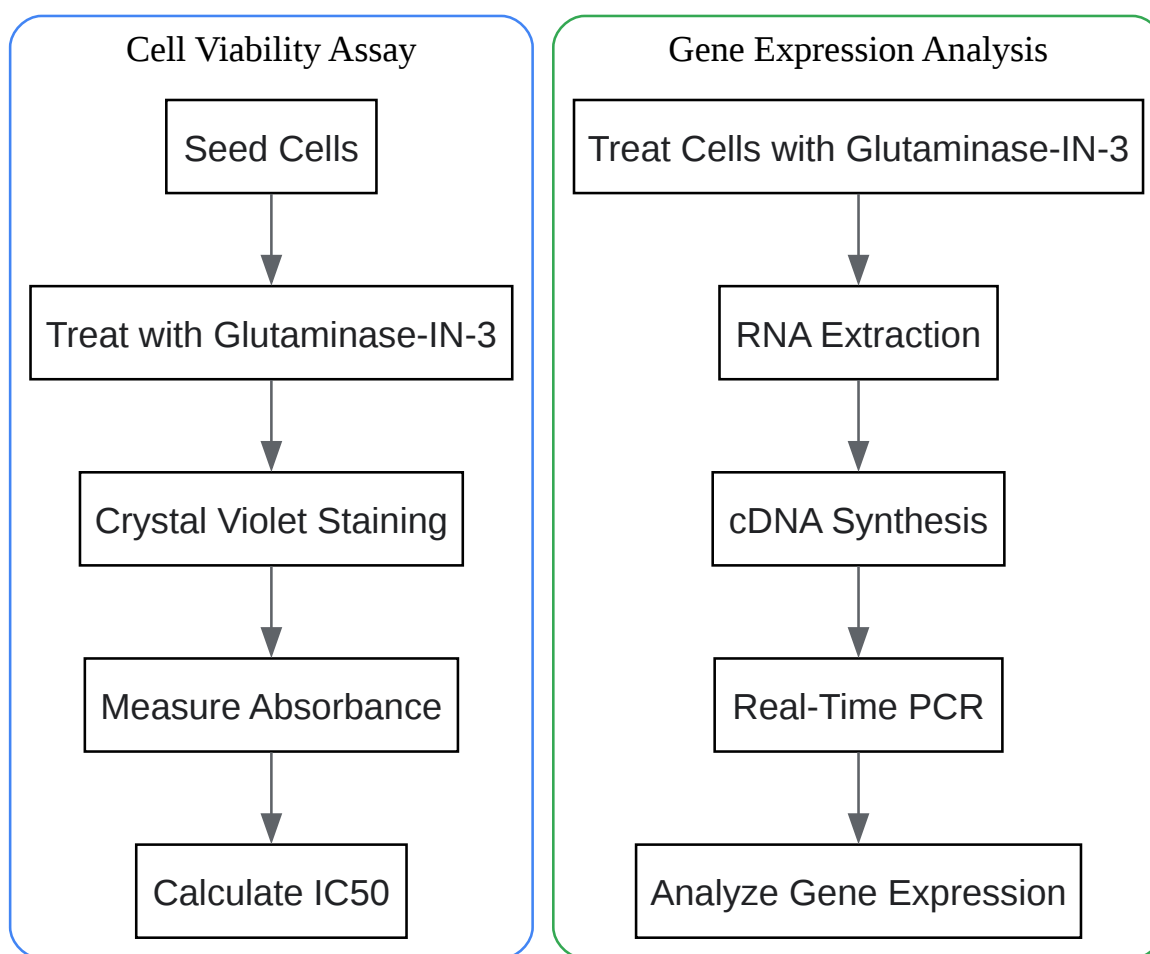 Cell Viability Assay
Seed Cells
Treat with Glutaminase-IN-3
Crystal Violet Staining
Measure Absorbance
Calculate IC50
Gene Expression Analysis
Treat Cells with Glutaminase-IN-3
RNA Extraction
cDNA Synthesis
Real-Time PCR
Analyze Gene Expression